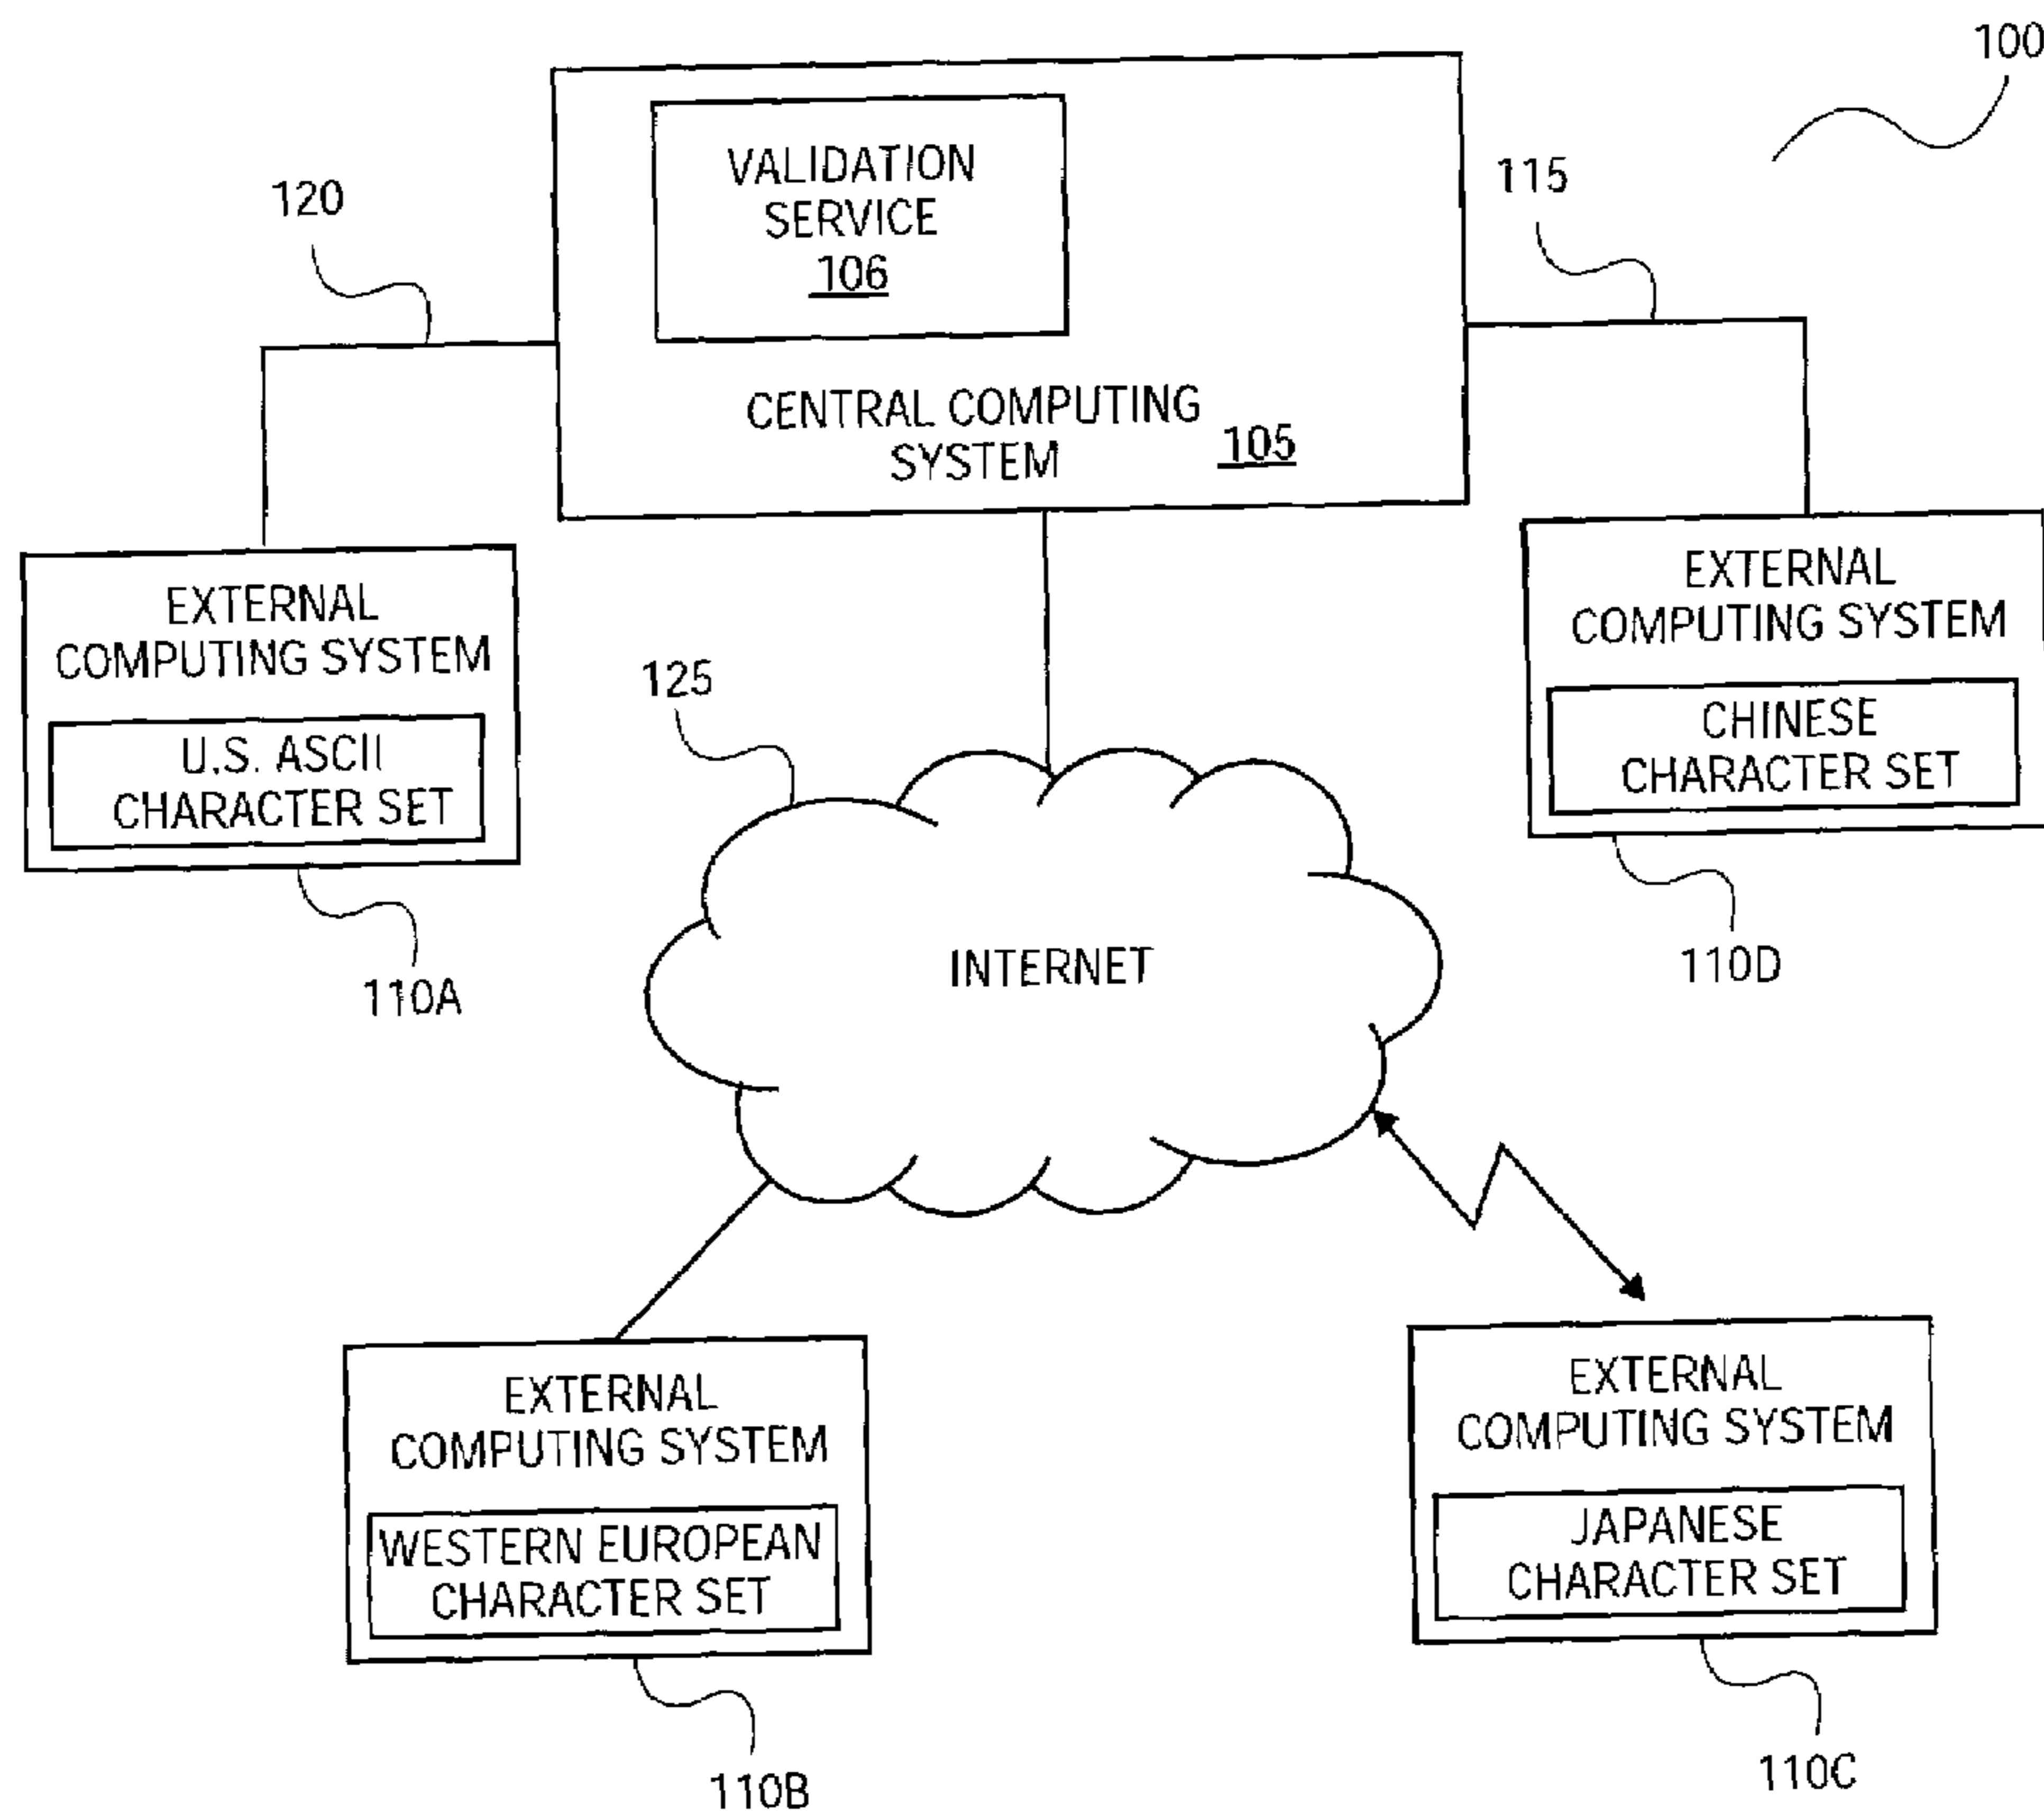 100
VALIDATION
SERVICE
106
120
115
CENTRAL COMPUTING
SYSTEM
105
EXTERNAL
COMPUTING SYSTEM
U.S. ASCII
CHARACTER SET
110A
EXTERNAL
COMPUTING SYSTEM
CHINESE
CHARACTER SET
110D
125
INTERNET
EXTERNAL
COMPUTING SYSTEM
WESTERN EUROPEAN
CHARACTER SET
110B
EXTERNAL
COMPUTING SYSTEM
JAPANESE
CHARACTER SET
110C